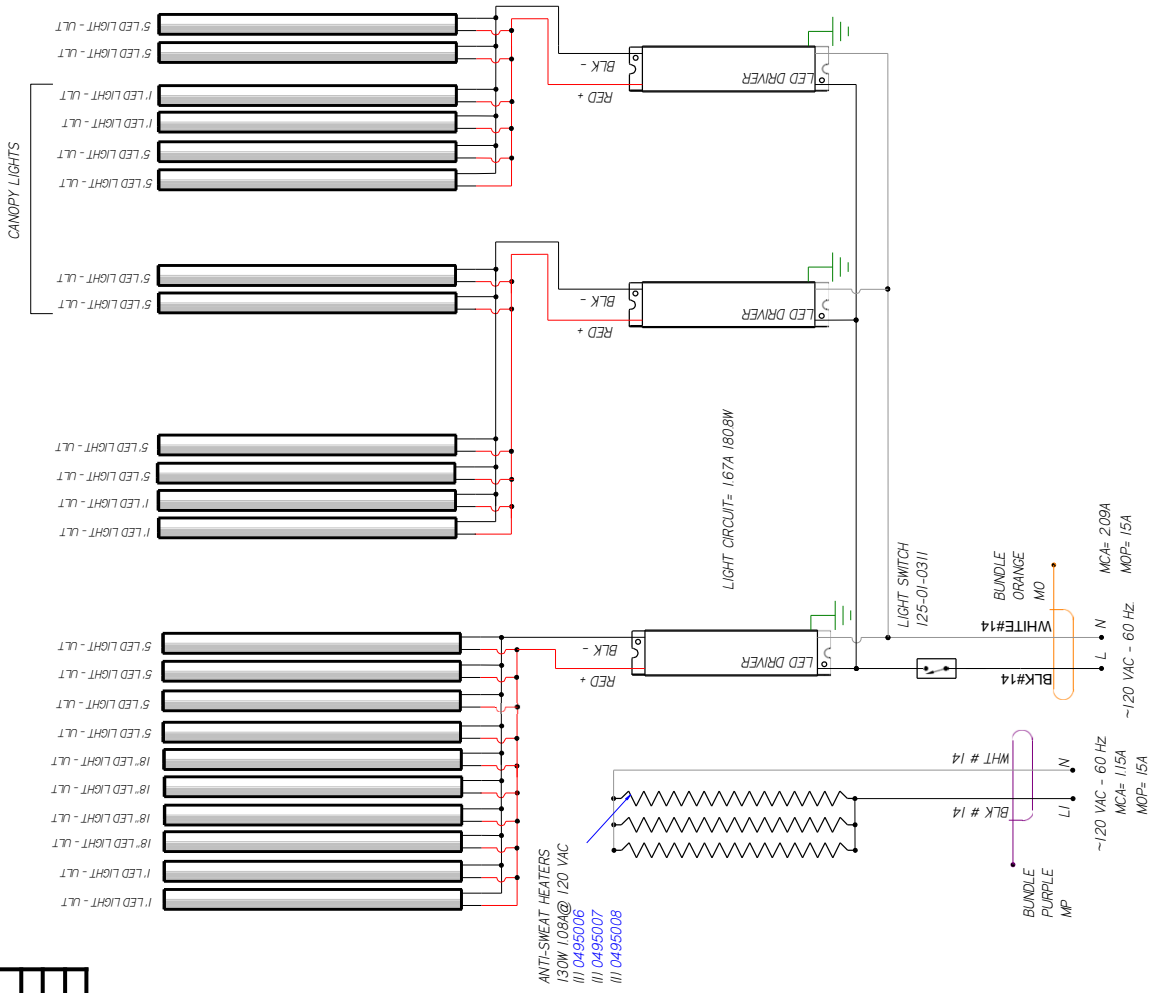 5' LED LIGHT - ULT
5' LED LIGHT - ULT
1' LED LIGHT - ULT
1' LED LIGHT - ULT
5' LED LIGHT - ULT
5' LED LIGHT - ULT
CANOPY LIGHTS
5' LED LIGHT - ULT
5' LED LIGHT - ULT
5' LED LIGHT - ULT
5' LED LIGHT - ULT
1' LED LIGHT - ULT
1' LED LIGHT - ULT
5' LED LIGHT - ULT
5' LED LIGHT - ULT
5' LED LIGHT - ULT
5' LED LIGHT - ULT
18" LED LIGHT - ULT
18" LED LIGHT - ULT
18" LED LIGHT - ULT
18" LED LIGHT - ULT
1' LED LIGHT - ULT
1' LED LIGHT - ULT
BLK -
RED +
LED DRIVER
BLK -
RED +
LED DRIVER
BLK -
RED +
LED DRIVER
LIGHT CIRCUIT= 1.67A 180.8W
LIGHT SWITCH
125-01-0311
BUNDLE
ORANGE
MO
WHITE#14
BLK#14
N
L
~120 VAC - 60 HZ
MCA= 2.09A
MOP= 15A
ANTI-SWEAT HEATERS
130W 1.08A@ 120 VAC
(1) 0495006
(1) 0495007
(1) 0495008
WHT # 14
BLK # 14
N
L1
~120 VAC - 60 HZ
MCA= 1.15A
MOP= 15A
BUNDLE
PURPLE
MP